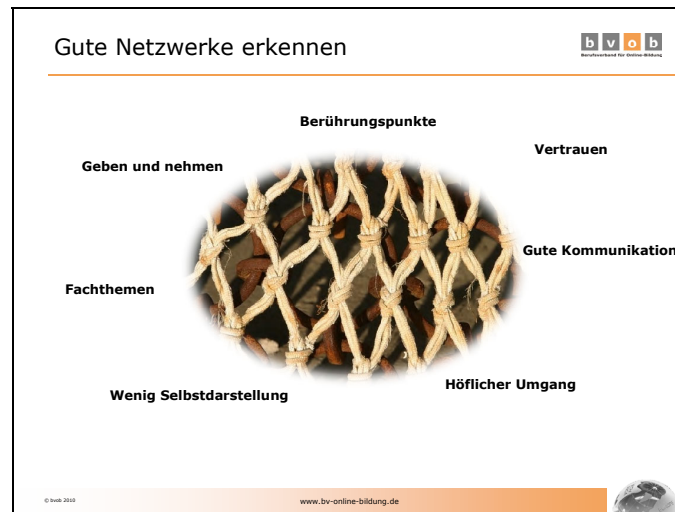 Gute Netzwerke erkennen
b v o b
Berufsverband für Online-Bildung
Berührungspunkte
Vertrauen
Geben und nehmen
Gute Kommunikation
Fachthemen
Höflicher Umgang
Wenig Selbstdarstellung
© bvob 2010
www.bv-online-bildung.de